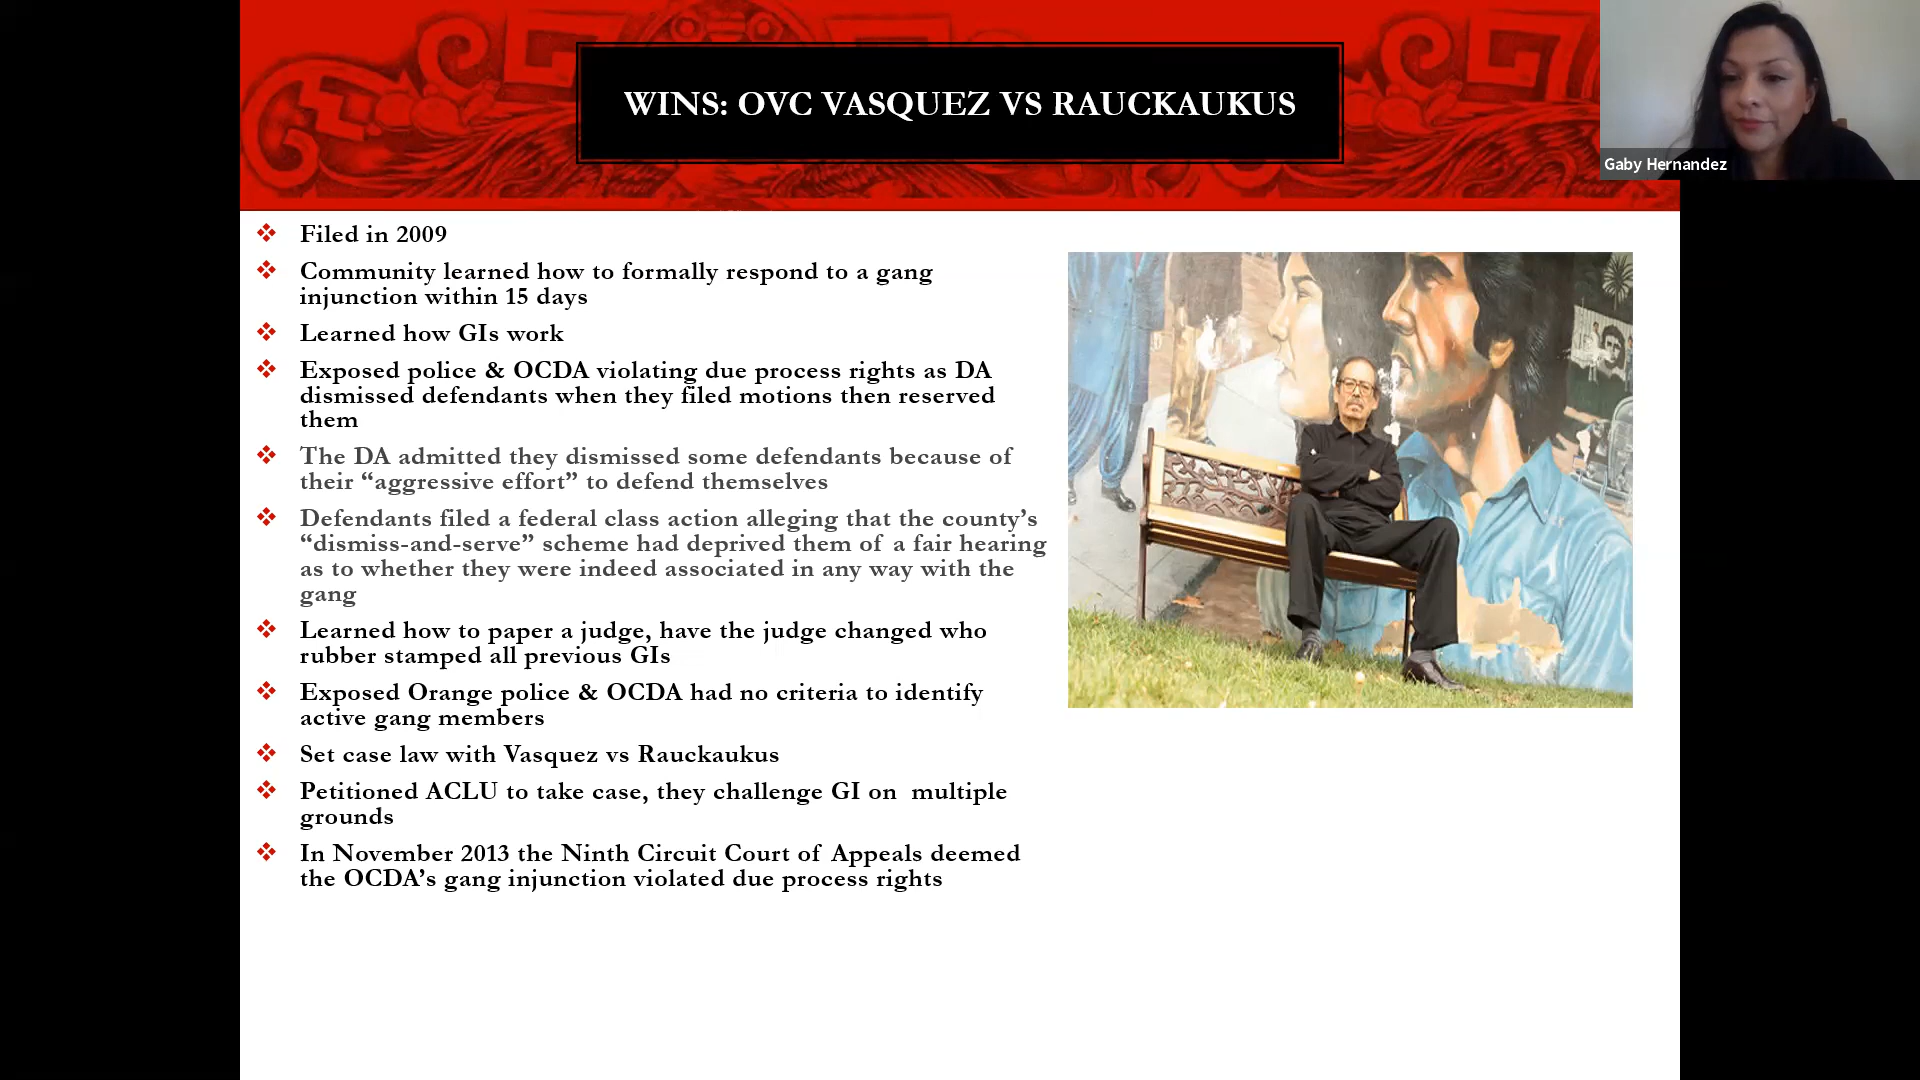 WINS: OVC VASQUEZ VS RAUCKAUKUS
Gaby Hernandez
Filed in 2009
Community learned how to formally respond to a gang
injunction within 15 days
Learned how GIs work
Exposed police & OCDA violating due process rights as DA
dismissed defendants when they filed motions then reserved
them
The DA admitted they dismissed some defendants because of
their “aggressive effort” to defend themselves
Defendants filed a federal class action alleging that the county’s
“dismiss-and-serve” scheme had deprived them of a fair hearing
as to whether they were indeed associated in any way with the
gang
Learned how to paper a judge, have the judge changed who
rubber stamped all previous GIs
Exposed Orange police & OCDA had no criteria to identify
active gang members
Set case law with Vasquez vs Rauckaukus
Petitioned ACLU to take case, they challenge GI on multiple
grounds
In November 2013 the Ninth Circuit Court of Appeals deemed
the OCDA’s gang injunction violated due process rights